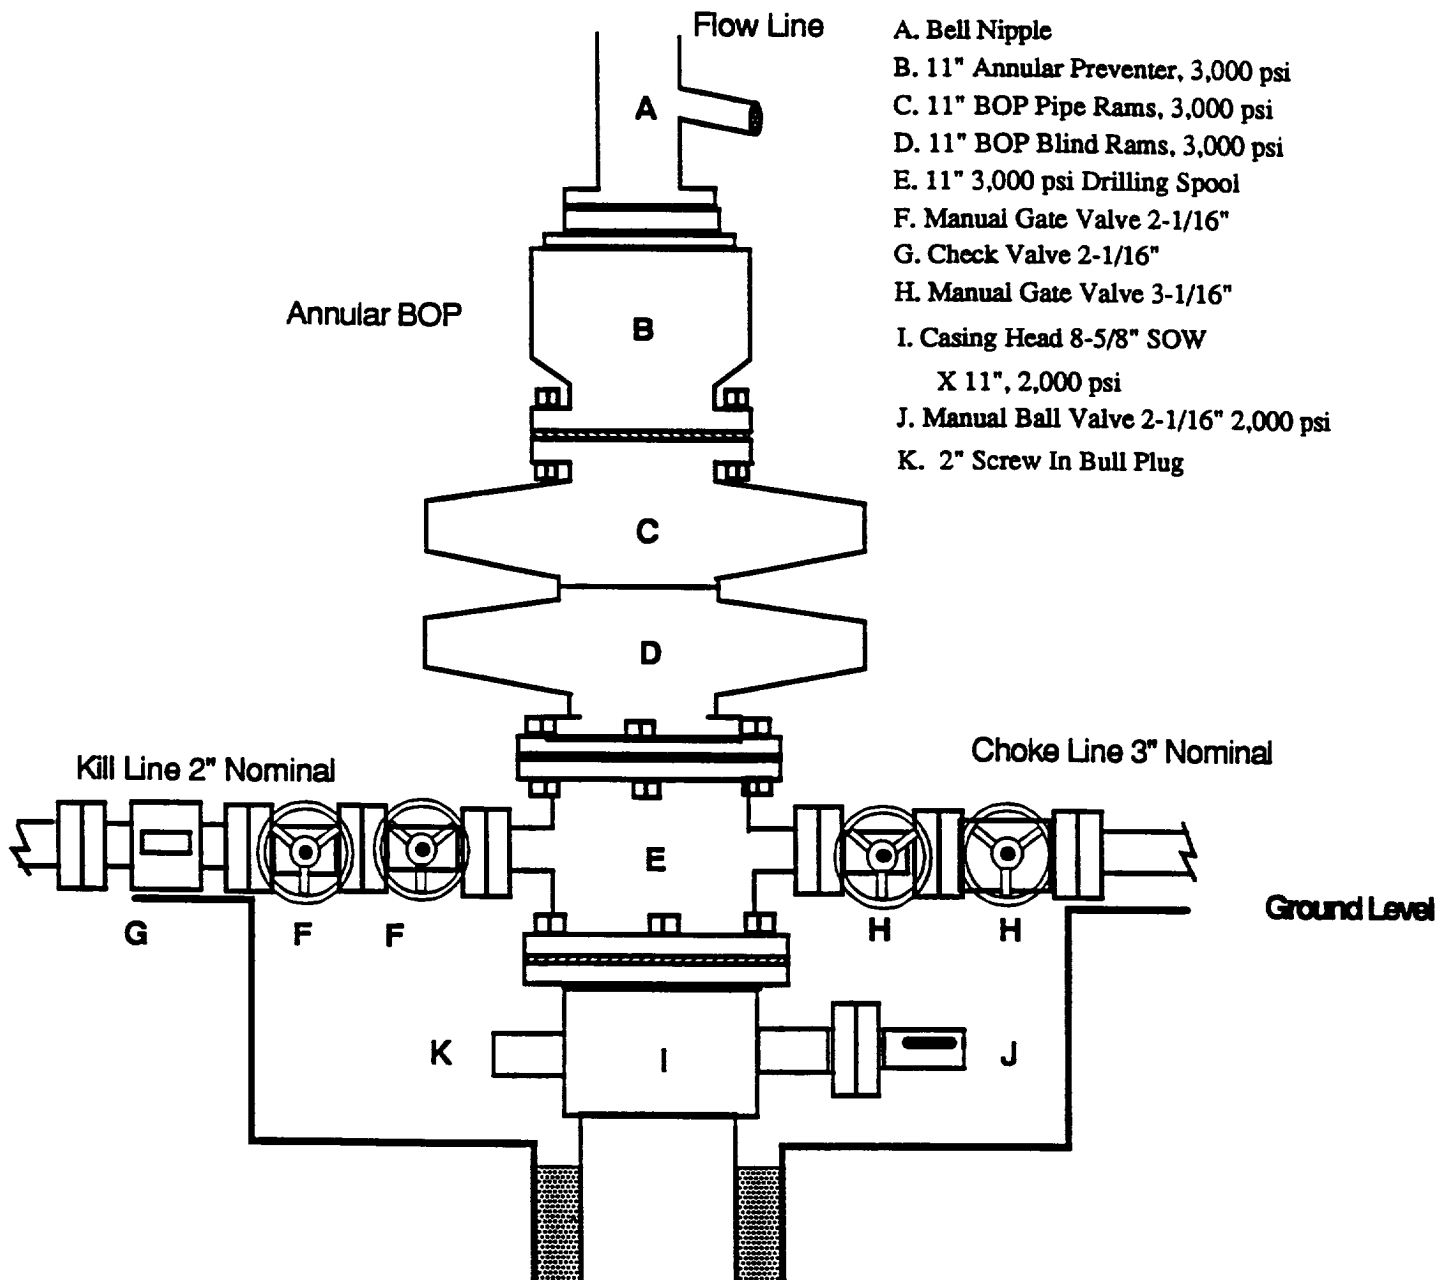 Flow Line
A. Bell Nipple
B. 11" Annular Preventer, 3,000 psi
C. 11" BOP Pipe Rams, 3,000 psi
D. 11" BOP Blind Rams, 3,000 psi
E. 11" 3,000 psi Drilling Spool
F. Manual Gate Valve 2-1/16"
G. Check Valve 2-1/16"
H. Manual Gate Valve 3-1/16"
I. Casing Head 8-5/8" SOW
X 11", 2,000 psi
J. Manual Ball Valve 2-1/16" 2,000 psi
K. 2" Screw In Bull Plug
A
Annular BOP
B
C
D
Kill Line 2" Nominal
Choke Line 3" Nominal
E
Ground Level
G
F
F
H
H
K
I
J